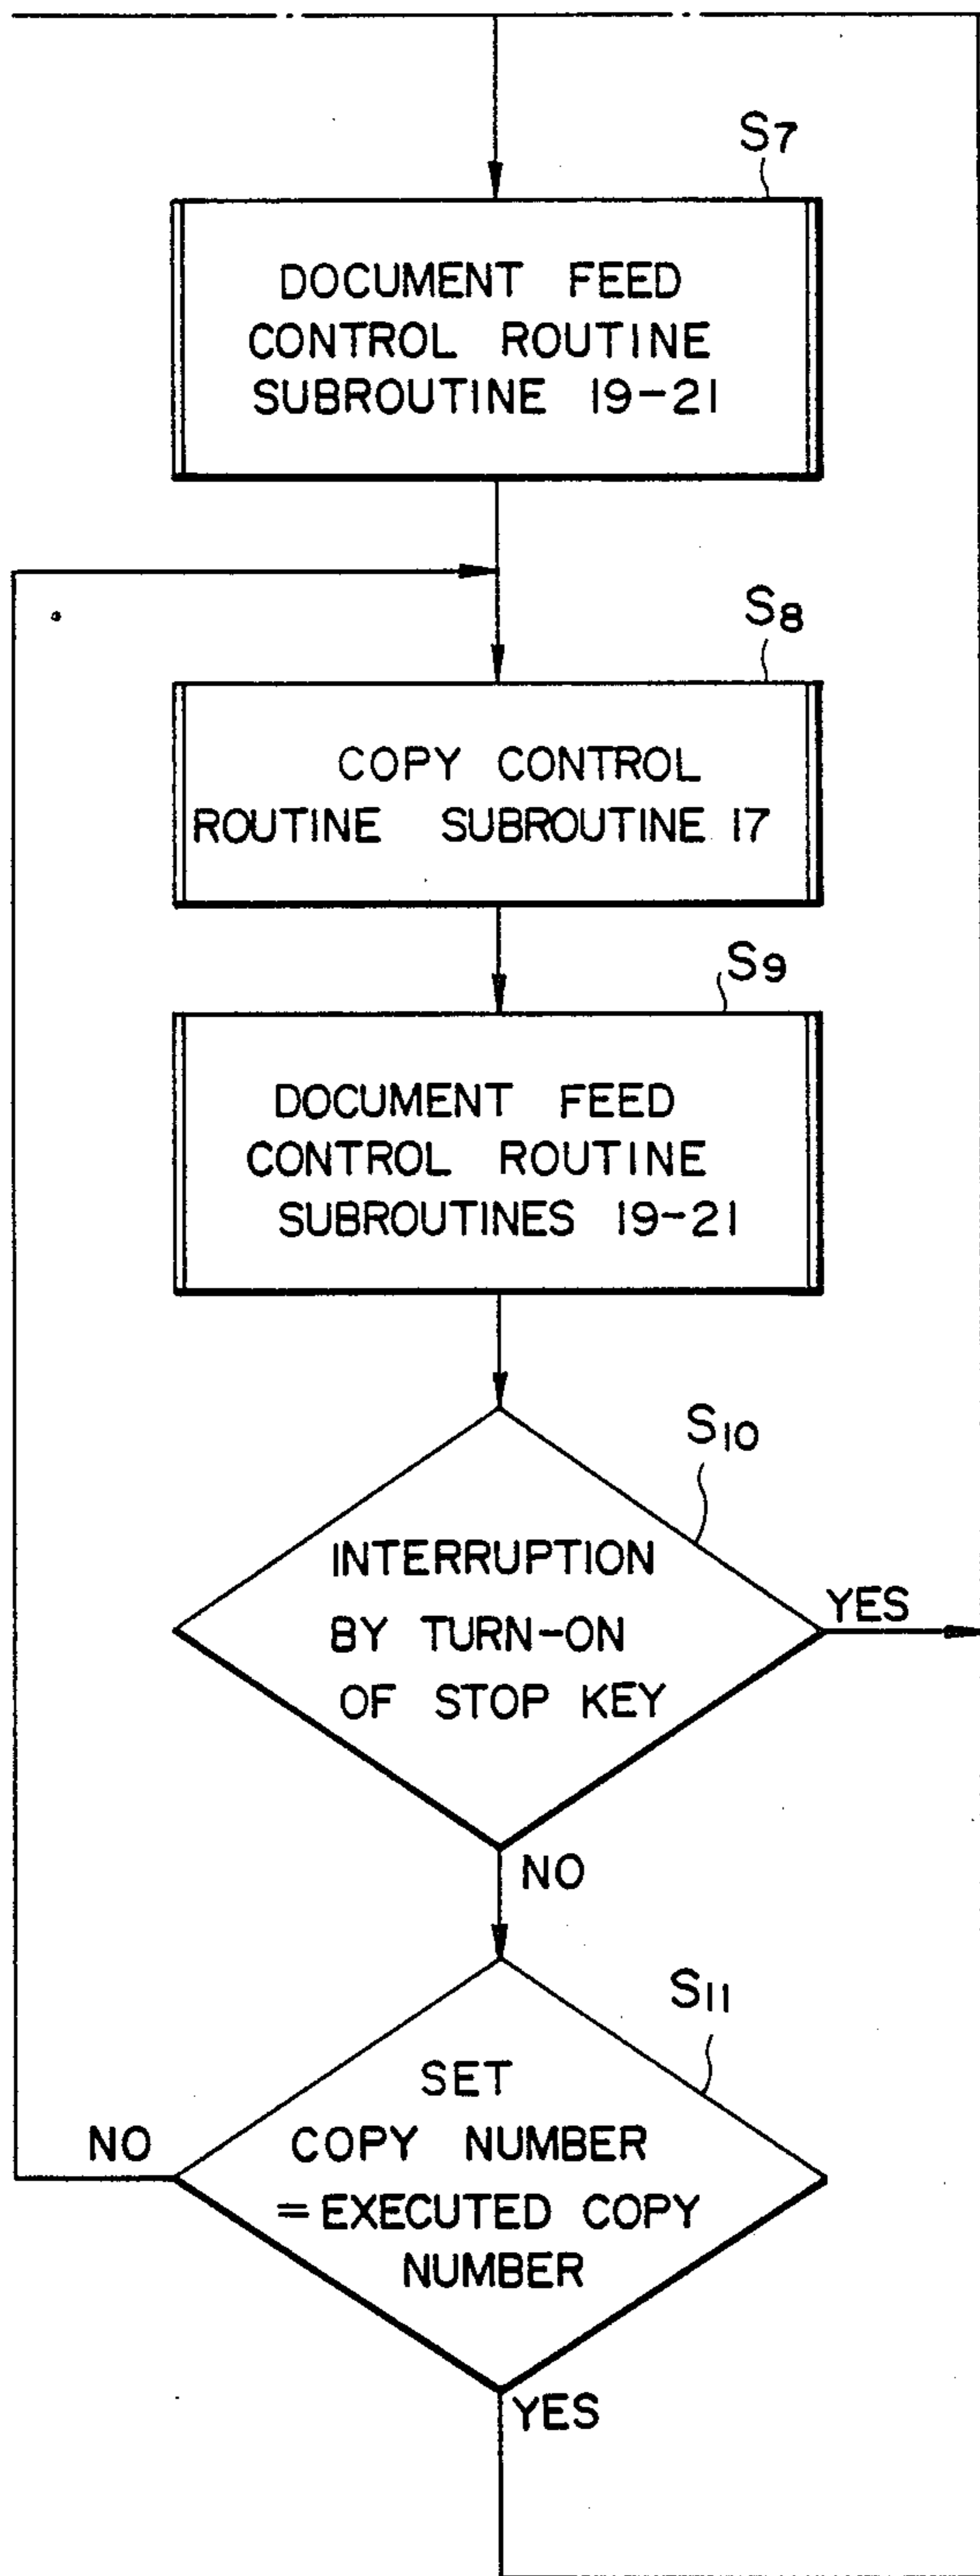 S7
DOCUMENT FEED
CONTROL ROUTINE
SUBROUTINE 19-21
S8
COPY CONTROL
ROUTINE SUBROUTINE 17
S9
DOCUMENT FEED
CONTROL ROUTINE
SUBROUTINES 19-21
S10
INTERRUPTION
BY TURN-ON
OF STOP KEY
YES
NO
S11
SET
COPY NUMBER
=EXECUTED COPY
NUMBER
NO
YES